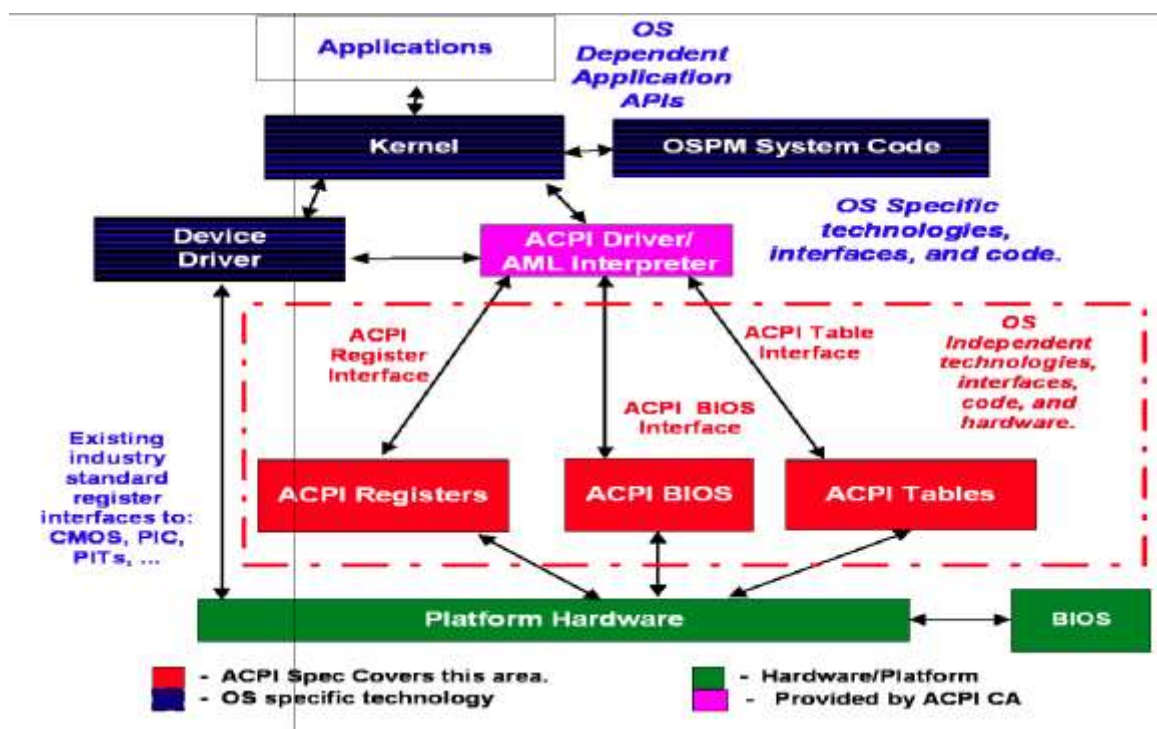 Applications
OS
Dependent
Application
APIs
Kernel
OSPM System Code
OS Specific
technologies,
interfaces, and code.
Device
Driver
ACPI Driver/
AML Interpreter
ACPI
Register
Interface
ACPI Table
Interface
OS
Independent
technologies,
interfaces,
code, and
hardware.
ACPI BIOS
Interface
Existing
industry
standard
register
interfaces to:
CMOS, PIC,
PITs, ...
ACPI Registers
ACPI BIOS
ACPI Tables
Platform Hardware
BIOS
- ACPI Spec Covers this area.
- OS specific technology
- Hardware/Platform
- Provided by ACPI CA